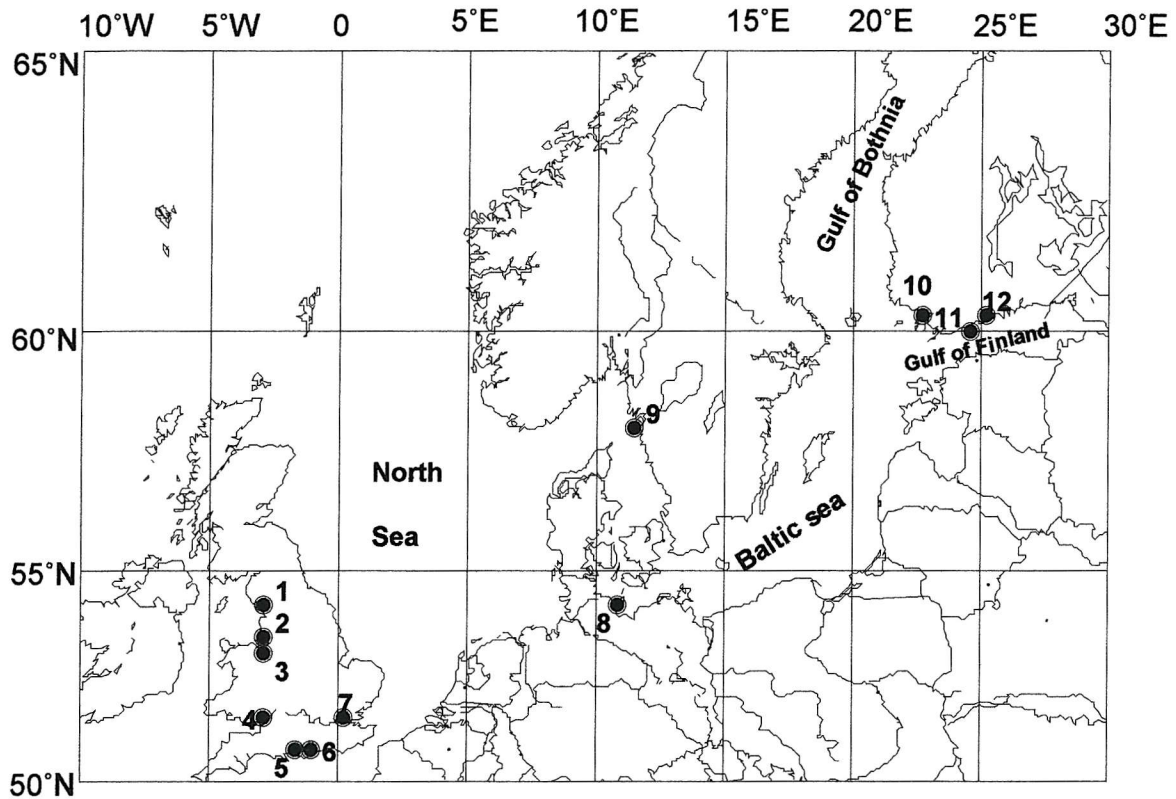 10°W 5°W 0 5°E 10°E 15°E 20°E 25°E 30°E
65°N
Gulf of Bothnia
10
12
11
60°N
Gulf of Finland
9
North
Sea
Baltic sea
55°N
1
8
2
3
7
4
6
5
50°N